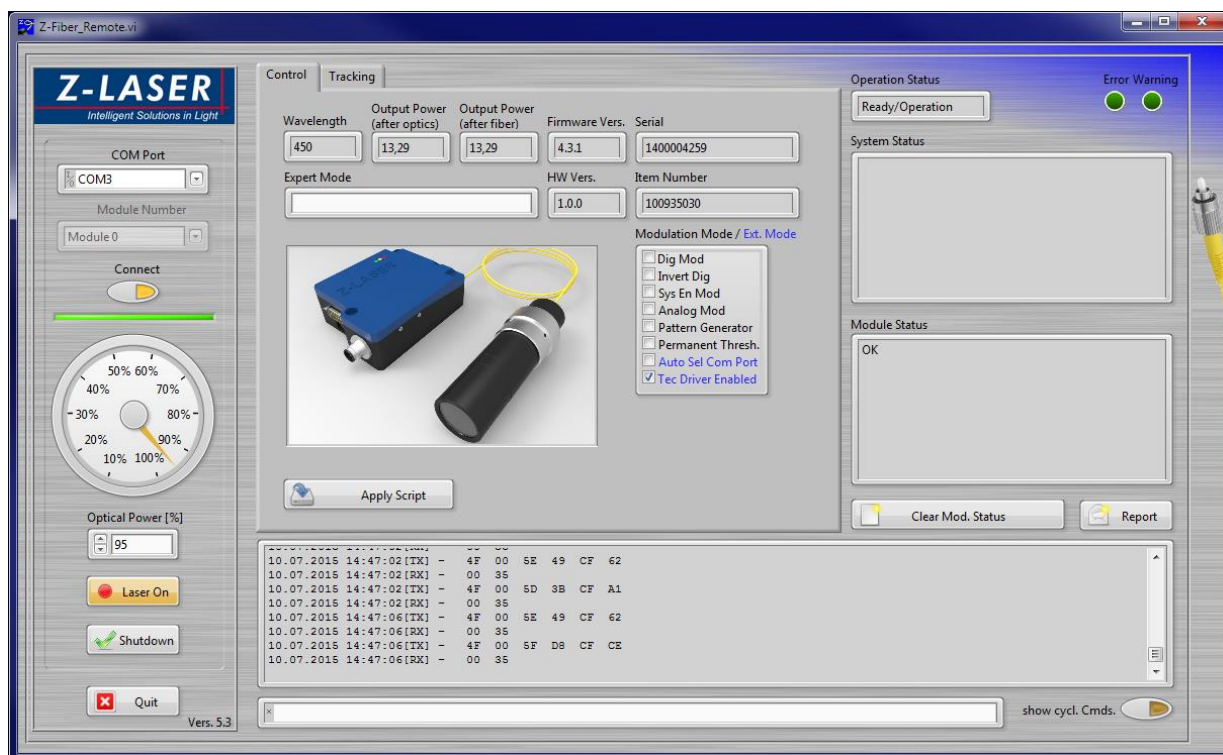 Z-Fiber_Remote.vi
Z-LASER
Intelligent Solutions in Light
COM Port
COM3
Module Number
Module 0
Connect
50% 60%
40% 70%
30% 80%
20% 90%
10% 100%
Optical Power [%]
95
Laser On
Shutdown
Quit
Vers. 5.3
Control Tracking
Wavelength
450
Output Power
(after optics)
13,29
Output Power
(after fiber)
13,29
Firmware Vers.
4.3.1
Serial
1400004259
Expert Mode
HW Vers.
1.0.0
Item Number
100935030
Modulation Mode / Ext. Mode
Dig Mod
Invert Dig
Sys En Mod
Analog Mod
Pattern Generator
Permanent Thresh.
Auto Sel Com Port
Tec Driver Enabled
Z-LASER
Apply Script
Operation Status
Ready/Operation
Error Warning
System Status
Module Status
OK
Clear Mod. Status
Report
10.07.2015 14:47:02[TX] - 4F 00 5E 49 CF 62
10.07.2015 14:47:02[RX] - 00 35
10.07.2015 14:47:02[TX] - 4F 00 5D 3B CF A1
10.07.2015 14:47:02[RX] - 00 35
10.07.2015 14:47:06[TX] - 4F 00 5E 49 CF 62
10.07.2015 14:47:06[RX] - 00 35
10.07.2015 14:47:06[TX] - 4F 00 5F D8 CF CE
10.07.2015 14:47:06[RX] - 00 35
show cycl. Cmds.